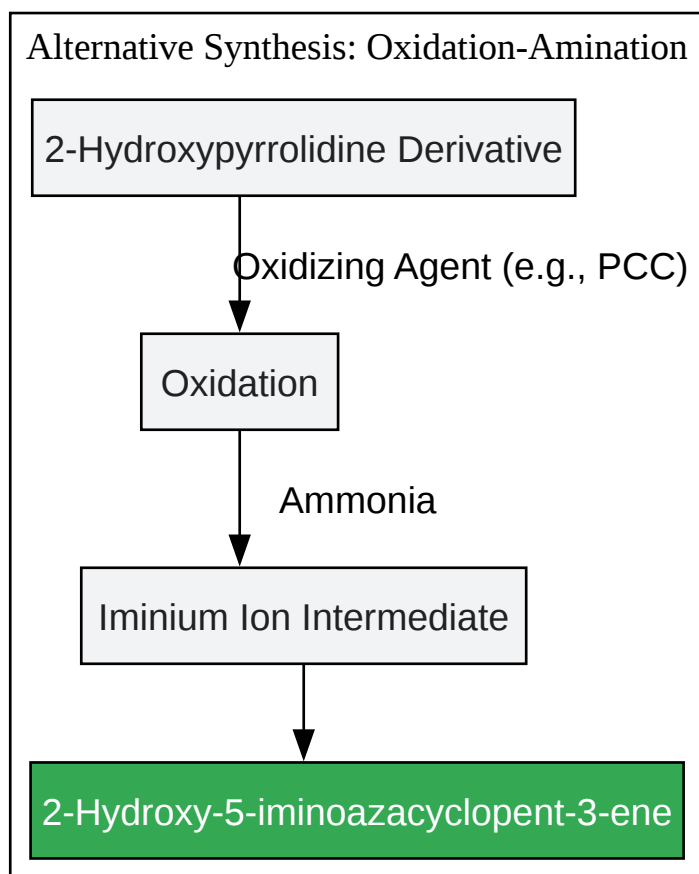 Alternative Synthesis: Oxidation-Amination
2-Hydroxypyrrolidine Derivative
Oxidizing Agent (e.g., PCC)
Oxidation
Ammonia
Iminium Ion Intermediate
2-Hydroxy-5-iminoazacyclopent-3-ene